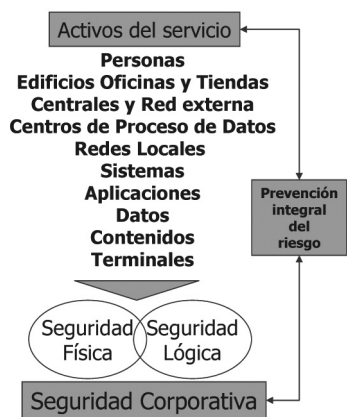 Activos del servicio
Personas
Edificios Oficinas y Tiendas
Centrales y Red externa
Centros de Proceso de Datos
Redes Locales
Sistemas
Aplicaciones
Datos
Contenidos
Terminales
Prevención
integral
del
riesgo
Seguridad
Física
Seguridad
Lógica
Seguridad Corporativa